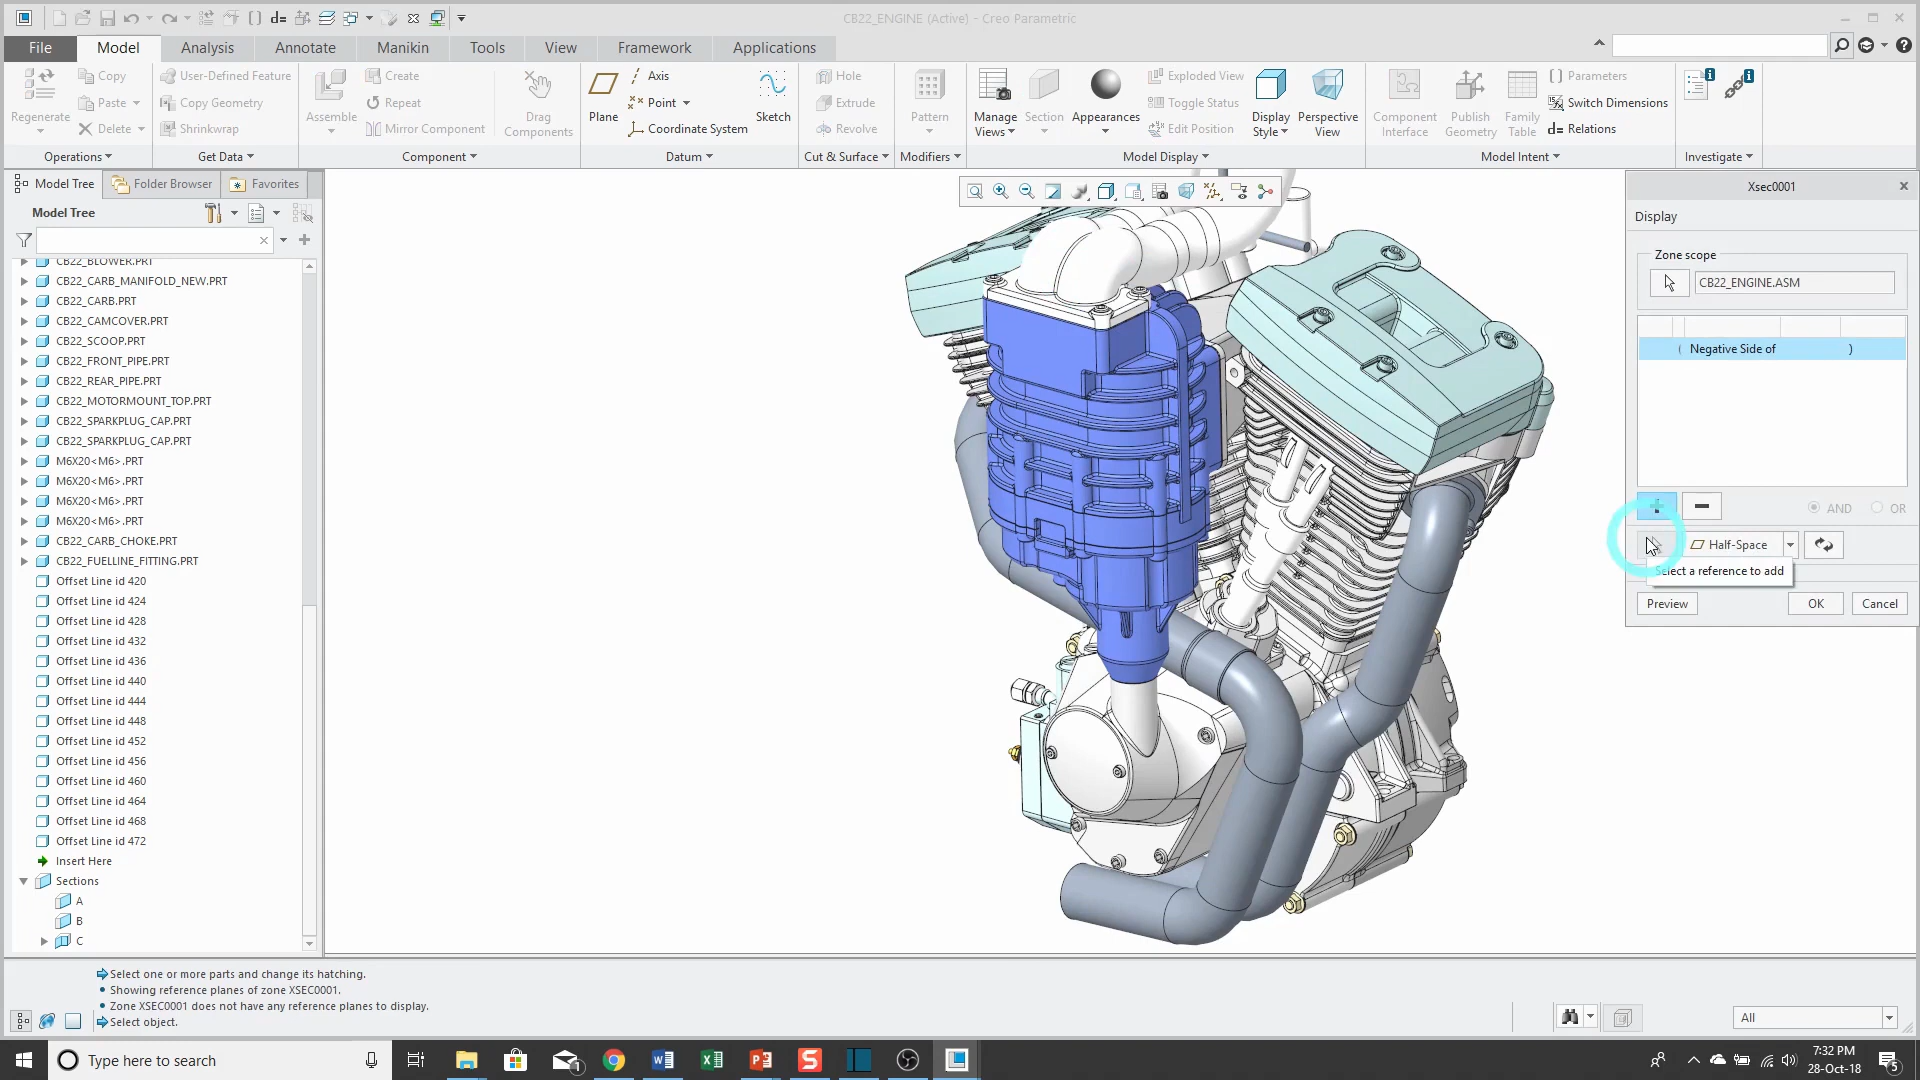 CB22_ENGINE (Active) - Creo Parametric
File Model Analysis Annotate Manikin Tools View Framework Applications
Regenerate
Copy
Paste
Delete
User-Defined Feature
Copy Geometry
Shrinkwrap
Assemble
Create
Repeat
Mirror Component
Drag
Components
Plane
Axis
Point
Coordinate System
Sketch
Hole
Extrude
Revolve
Pattern
Manage
Views
Section
Appearances
Exploded View
Toggle Status
Edit Position
Display
Style
Perspective
View
Component
Interface
Publish
Geometry
Family
Table
Parameters
Switch Dimensions
d= Relations
Operations Get Data Component Datum Cut & Surface Modifiers Model Display Model Intent Investigate
Model Tree Folder Browser Favorites
Model Tree
CB22_BLOWER.PRT
CB22_CARB_MANIFOLD_NEW.PRT
CB22_CARB.PRT
CB22_CAMCOVER.PRT
CB22_SCOOP.PRT
CB22_FRONT_PIPE.PRT
CB22_REAR_PIPE.PRT
CB22_MOTORMOUNT_TOP.PRT
CB22_SPARKPLUG_CAP.PRT
CB22_SPARKPLUG_CAP.PRT
M6X20<M6>.PRT
M6X20<M6>.PRT
M6X20<M6>.PRT
M6X20<M6>.PRT
CB22_CARB_CHOKE.PRT
CB22_FUELLINE_FITTING.PRT
Offset Line id 420
Offset Line id 424
Offset Line id 428
Offset Line id 432
Offset Line id 436
Offset Line id 440
Offset Line id 444
Offset Line id 448
Offset Line id 452
Offset Line id 456
Offset Line id 460
Offset Line id 464
Offset Line id 468
Offset Line id 472
Insert Here
Sections
A
B
C
Xsec0001
Display
Zone scope
CB22_ENGINE.ASM
( Negative Side of )
AND OR
Half-Space
Select a reference to add
Preview OK Cancel
Select one or more parts and change its hatching.
• Showing reference planes of zone XSEC0001.
• Zone XSEC0001 does not have any reference planes to display.
Select object.
All
Type here to search
7:32 PM
28-Oct-18